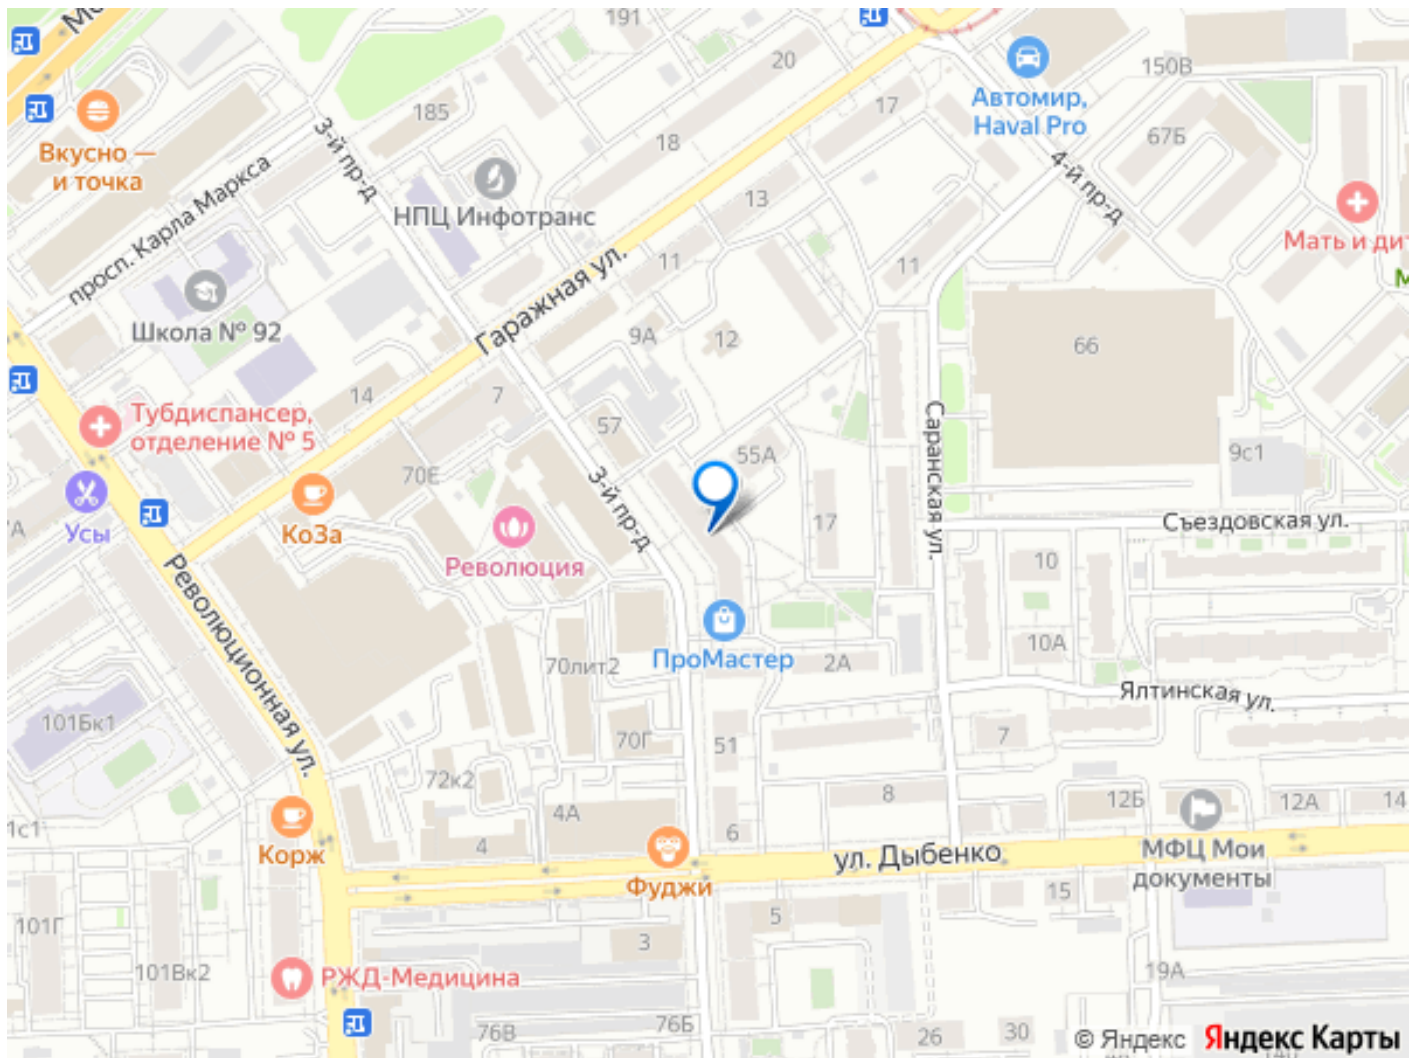 191
20
150В
Автомир,
Haval Pro
185
17
Вкусно —
и точка
3-й пр-д
18
67Б
4-й пр-д
13
НПЦ Инфотранс
просп. Карла Маркса
Мать и дит
11
11
М
Гаражная ул.
Школа № 92
9А
12
66
14
7
Тубдиспансер,
отделение № 5
57
Саранская ул.
55А
9с1
70Е
3-й пр-д
7А
Усы
КоЗа
17
Съездовская ул.
Революция
10
Революционная ул.
10А
70лит2
ПроМастер
2А
Ялтинская ул.
101Бк1
70Г
51
7
72к2
8
12Б
12А
14
1с1
4А
6
Корж
4
ул. Дыбенко
МФЦ Мои
документы
Фуджи
15
101Г
5
3
101Вк2
РЖД-Медицина
19А
76В
76Б
26
30
© Яндекс Яндекс Карты